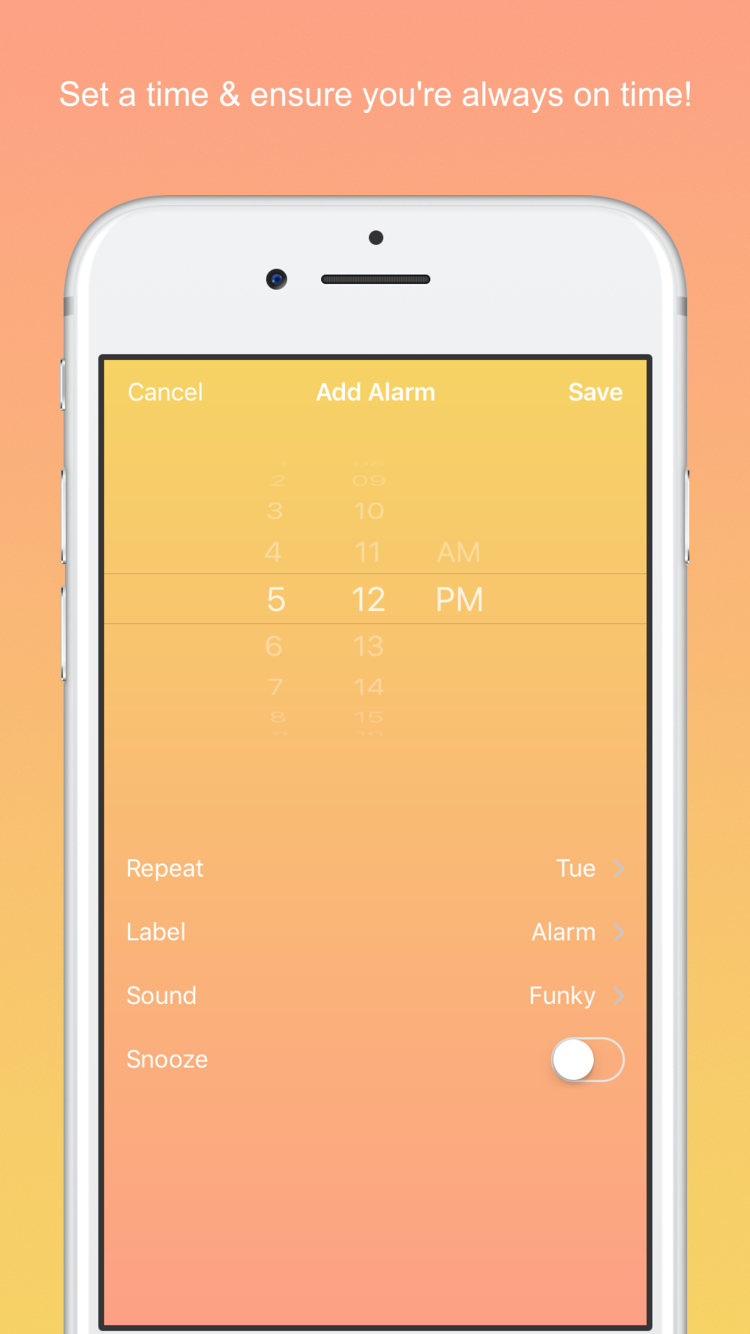 Set a time & ensure you're always on time!
Cancel Add Alarm Save
2 09
3 10
4 11 AM
5 12 PM
6 13
7 14
8 15
Repeat Tue
Label Alarm
Sound Funky
Snooze